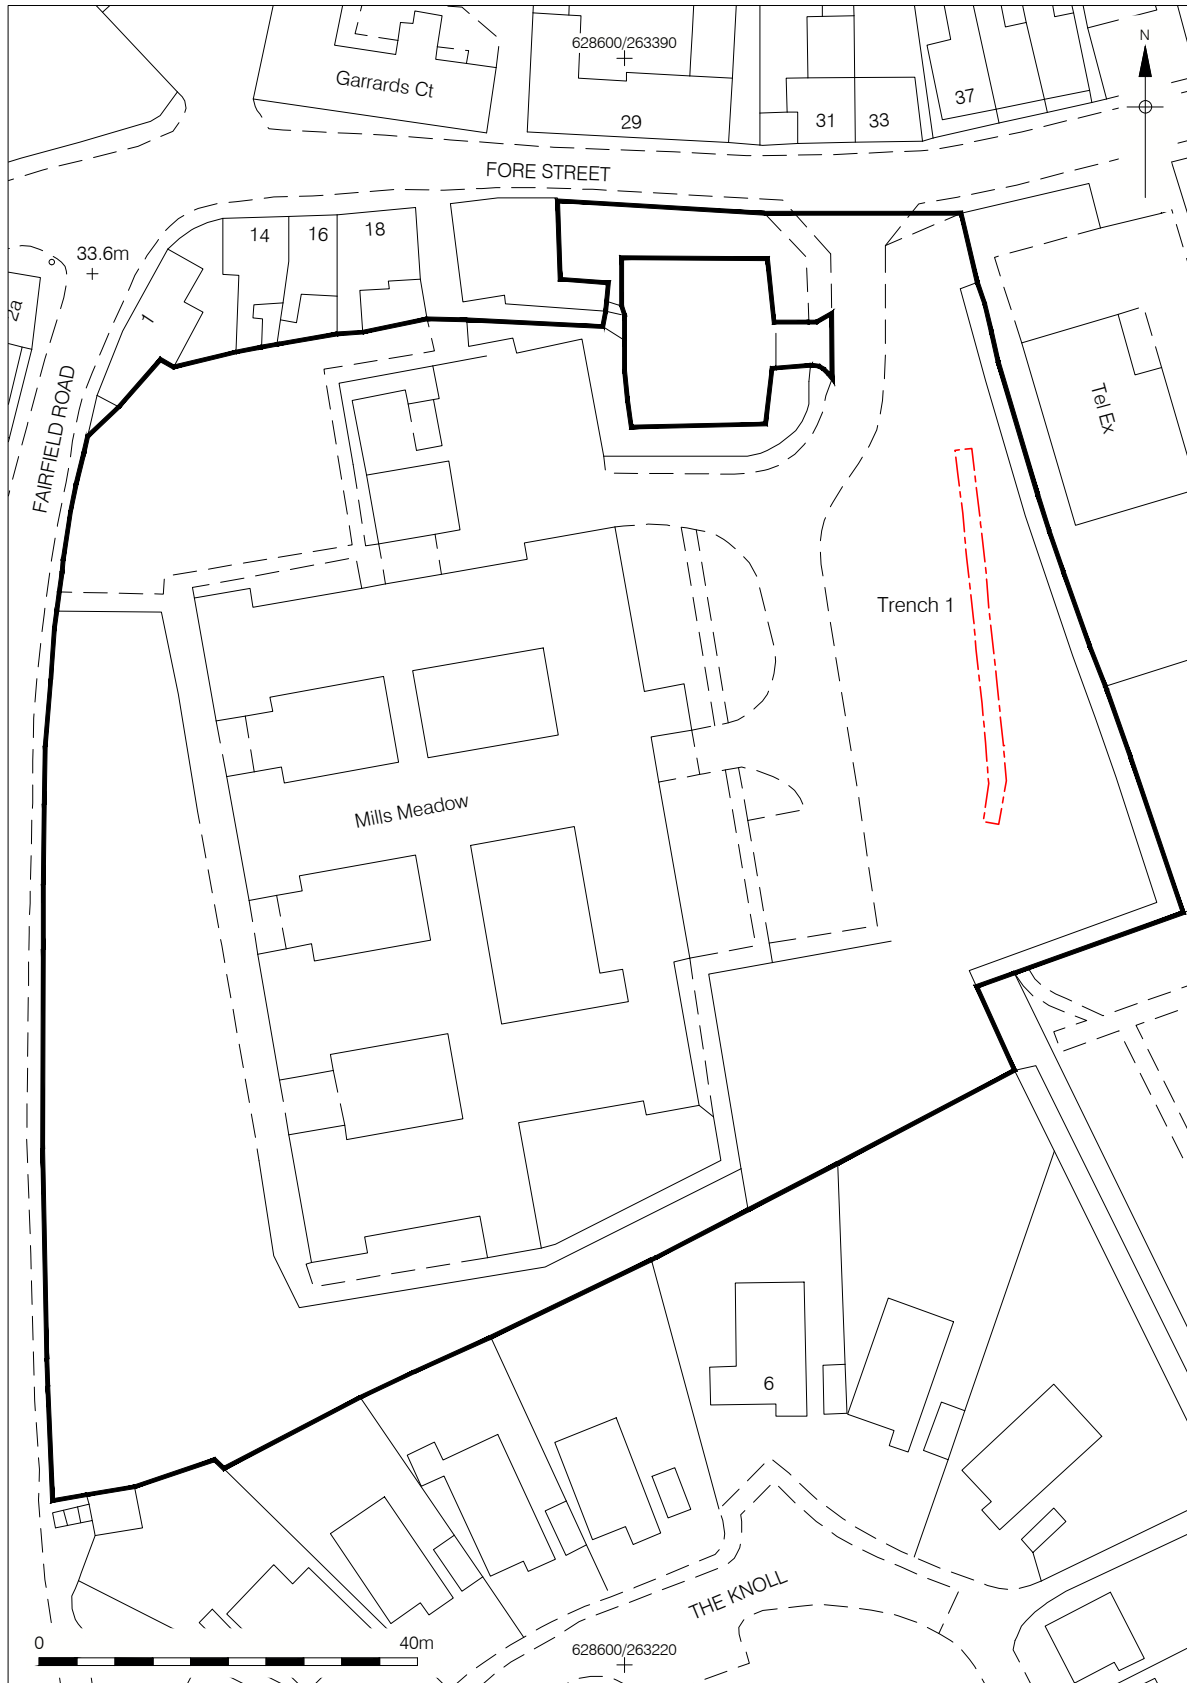 628600/263390
N
Garrards Ct
29
31
33
37
FORE STREET
14
16
18
33.6m
2a
1
FAIRFIELD ROAD
Tel Ex
Trench 1
Mills Meadow
6
THE KNOLL
0
40m
628600/263220